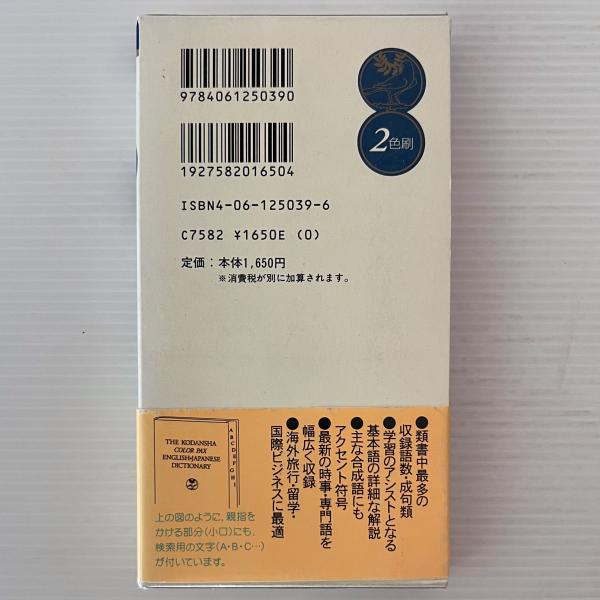 9784061250390
1927582016504
2色刷
ISBN4-06-125039-6
C7582 ¥1650E (0)
定価：本体1,650円
※消費税が別に加算されます。
●類書中最多の
収録語数・成句類
●学習のアシストとなる
基本語の詳細な解説
●主な合成語にも
アクセント符号
●最新の時事・専門語を
幅広く収録
●海外旅行・留学・
国際ビジネスに最適
THE KODANSHA
COLOR PAX
ENGLISH-JAPANESE
DICTIONARY
A
B
C
D
E
F
G
H
I
上の図のように、親指を
かける部分(小口)にも、
検索用の文字(A・B・C…)
が付いています。